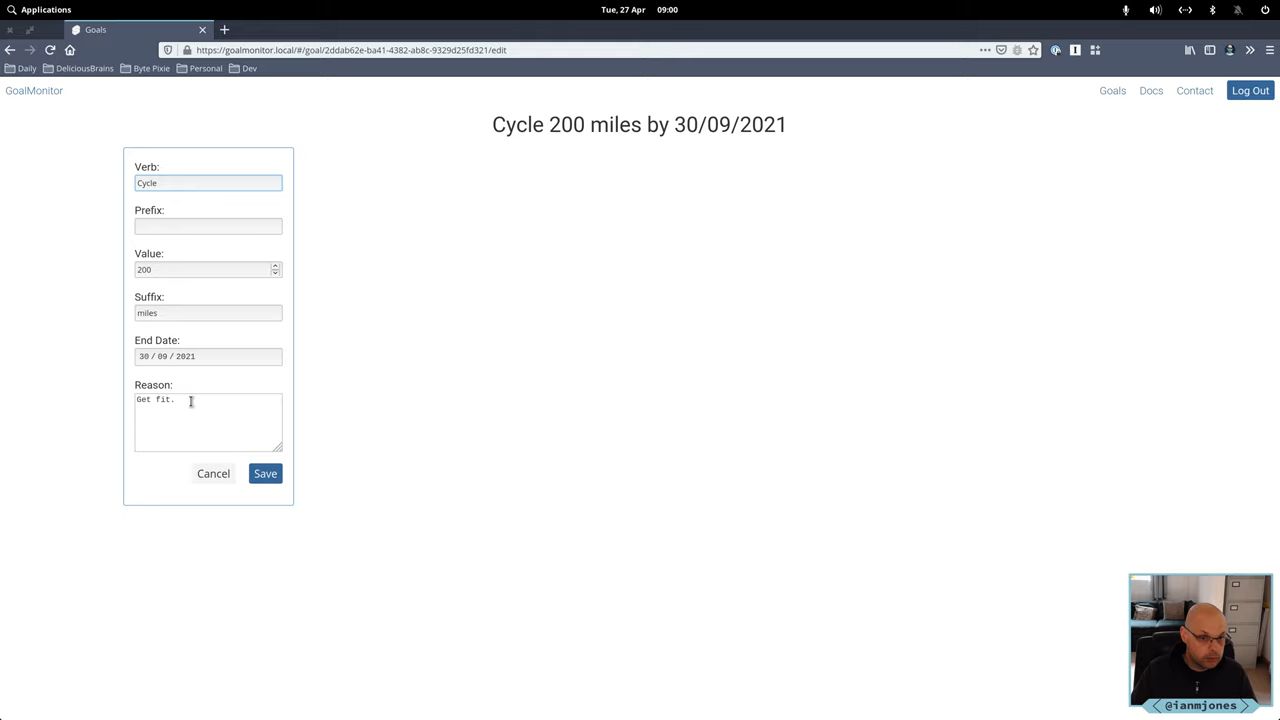 Applications
Tue, 27 Apr 09:00
Goals
https://goalmonitor.local/#/goal/2ddab62e-ba41-4382-ab8c-9329d25fd321/edit
Daily DeliciousBrains Byte Pixie Personal Dev
GoalMonitor Goals Docs Contact Log Out
Cycle 200 miles by 30/09/2021
Verb:
Cycle
Prefix:
Value:
200
Suffix:
miles
End Date:
30 / 09 / 2021
Reason:
Get fit.
Cancel Save
@ianmjones